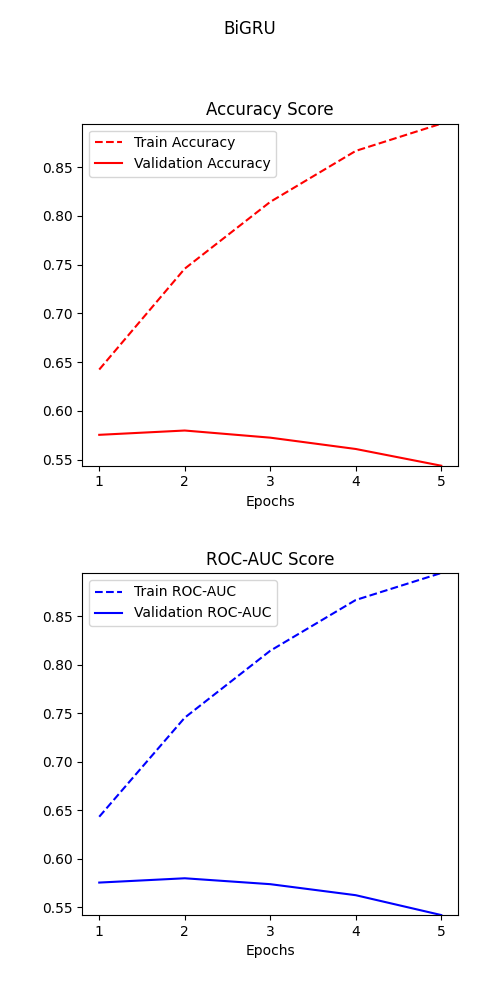 BiGRU
Accuracy Score
Train Accuracy
Validation Accuracy
0.85
0.80
0.75
0.70
0.65
0.60
0.55
1 2 3 4 5
Epochs
ROC-AUC Score
Train ROC-AUC
Validation ROC-AUC
0.85
0.80
0.75
0.70
0.65
0.60
0.55
1 2 3 4 5
Epochs